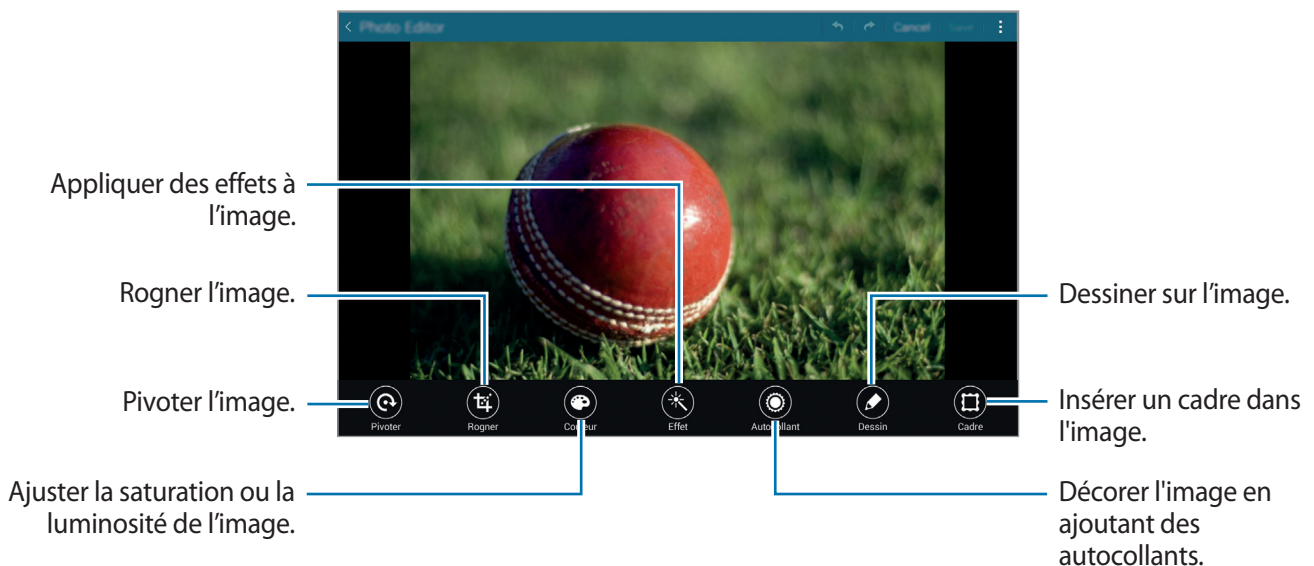 Photo Editor
Cancel
Save
Appliquer des effets à
l’image.
Rogner l’image.
Pivoter l’image.
Ajuster la saturation ou la
luminosité de l’image.
Pivoter
Rogner
Couleur
Effet
Autocollant
Dessin
Cadre
Dessiner sur l’image.
Insérer un cadre dans
l'image.
Décorer l'image en
ajoutant des
autocollants.